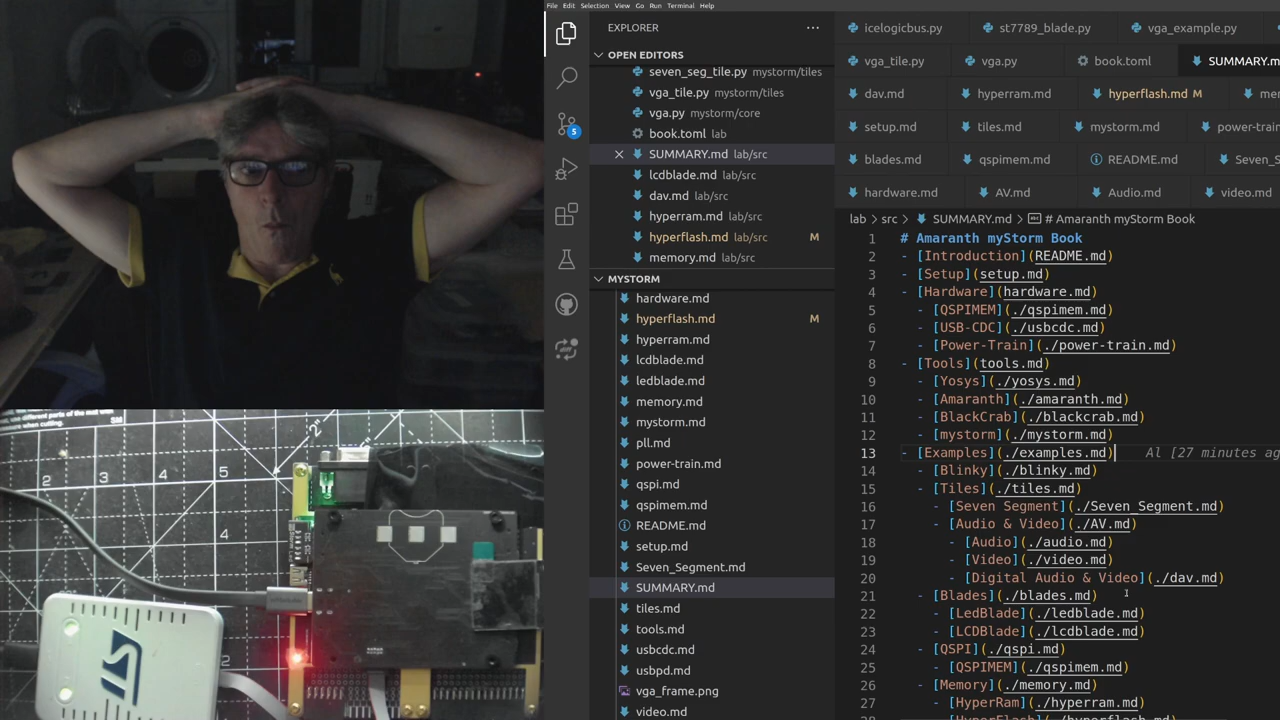 File Edit Selection View Go Run Terminal Help
EXPLORER
OPEN EDITORS
seven_seg_tile.py mystorm/tiles
vga_tile.py mystorm/tiles
vga.py mystorm/core
book.toml lab
SUMMARY.md lab/src
lcdblade.md lab/src
dav.md lab/src
hyperram.md lab/src
hyperflash.md lab/src M
memory.md lab/src
5
MYSTORM
hardware.md
hyperflash.md M
hyperram.md
lcdblade.md
ledblade.md
memory.md
mystorm.md
pll.md
power-train.md
qspi.md
qspimem.md
README.md
setup.md
Seven_Segment.md
SUMMARY.md
tiles.md
tools.md
usbcdc.md
usbpd.md
vga_frame.png
video.md
icelogicbus.py st7789_blade.py vga_example.py
vga_tile.py vga.py book.toml SUMMARY.m
dav.md hyperram.md hyperflash.md M
setup.md tiles.md mystorm.md power-train
blades.md qspimem.md README.md Seven_S
hardware.md AV.md Audio.md video.md
lab > src > SUMMARY.md > # Amaranth myStorm Book
1 # Amaranth myStorm Book
2 - [Introduction](README.md)
3 - [Setup](setup.md)
4 - [Hardware](hardware.md)
5 - [QSPIMEM](./qspimem.md)
6 - [USB-CDC](./usbcdc.md)
7 - [Power-Train](./power-train.md)
8 - [Tools](tools.md)
9 - [Yosys](./yosys.md)
10 - [Amaranth](./amaranth.md)
11 - [BlackCrab](./blackcrab.md)
12 - [mystorm](./mystorm.md)
13 - [Examples](./examples.md) Al [27 minutes ag
14 - [Blinky](./blinky.md)
15 - [Tiles](./tiles.md)
16 - [Seven Segment](./Seven_Segment.md)
17 - [Audio & Video](./AV.md)
18 - [Audio](./audio.md)
19 - [Video](./video.md)
20 - [Digital Audio & Video](./dav.md)
21 - [Blades](./blades.md)
22 - [LedBlade](./ledblade.md)
23 - [LCDBlade](./lcdblade.md)
24 - [QSPI](./qspi.md)
25 - [QSPIMEM](./qspimem.md)
26 - [Memory](./memory.md)
27 - [HyperRam](./hyperram.md)
28 - [HyperFlash](./hyperflash.md)
SM
3
4
5
2"
4
2